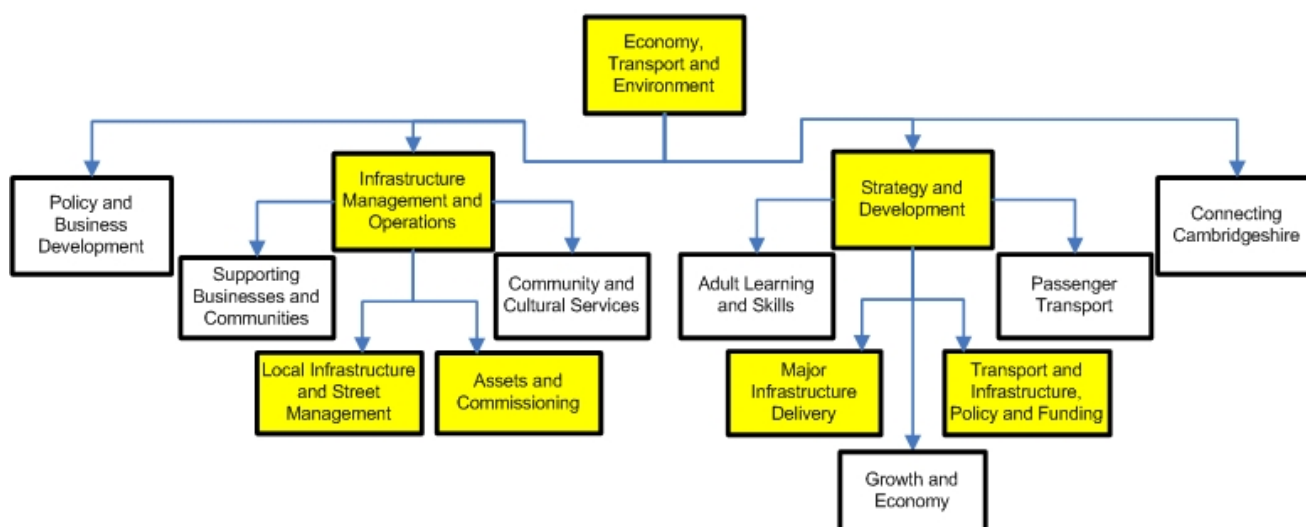 Economy,
Transport and
Environment
Policy and
Business
Development
Infrastructure
Management and
Operations
Strategy and
Development
Connecting
Cambridgeshire
Supporting
Businesses and
Communities
Community and
Cultural Services
Adult Learning
and Skills
Passenger
Transport
Local Infrastructure
and Street
Management
Assets and
Commissioning
Major
Infrastructure
Delivery
Transport and
Infrastructure,
Policy and Funding
Growth and
Economy